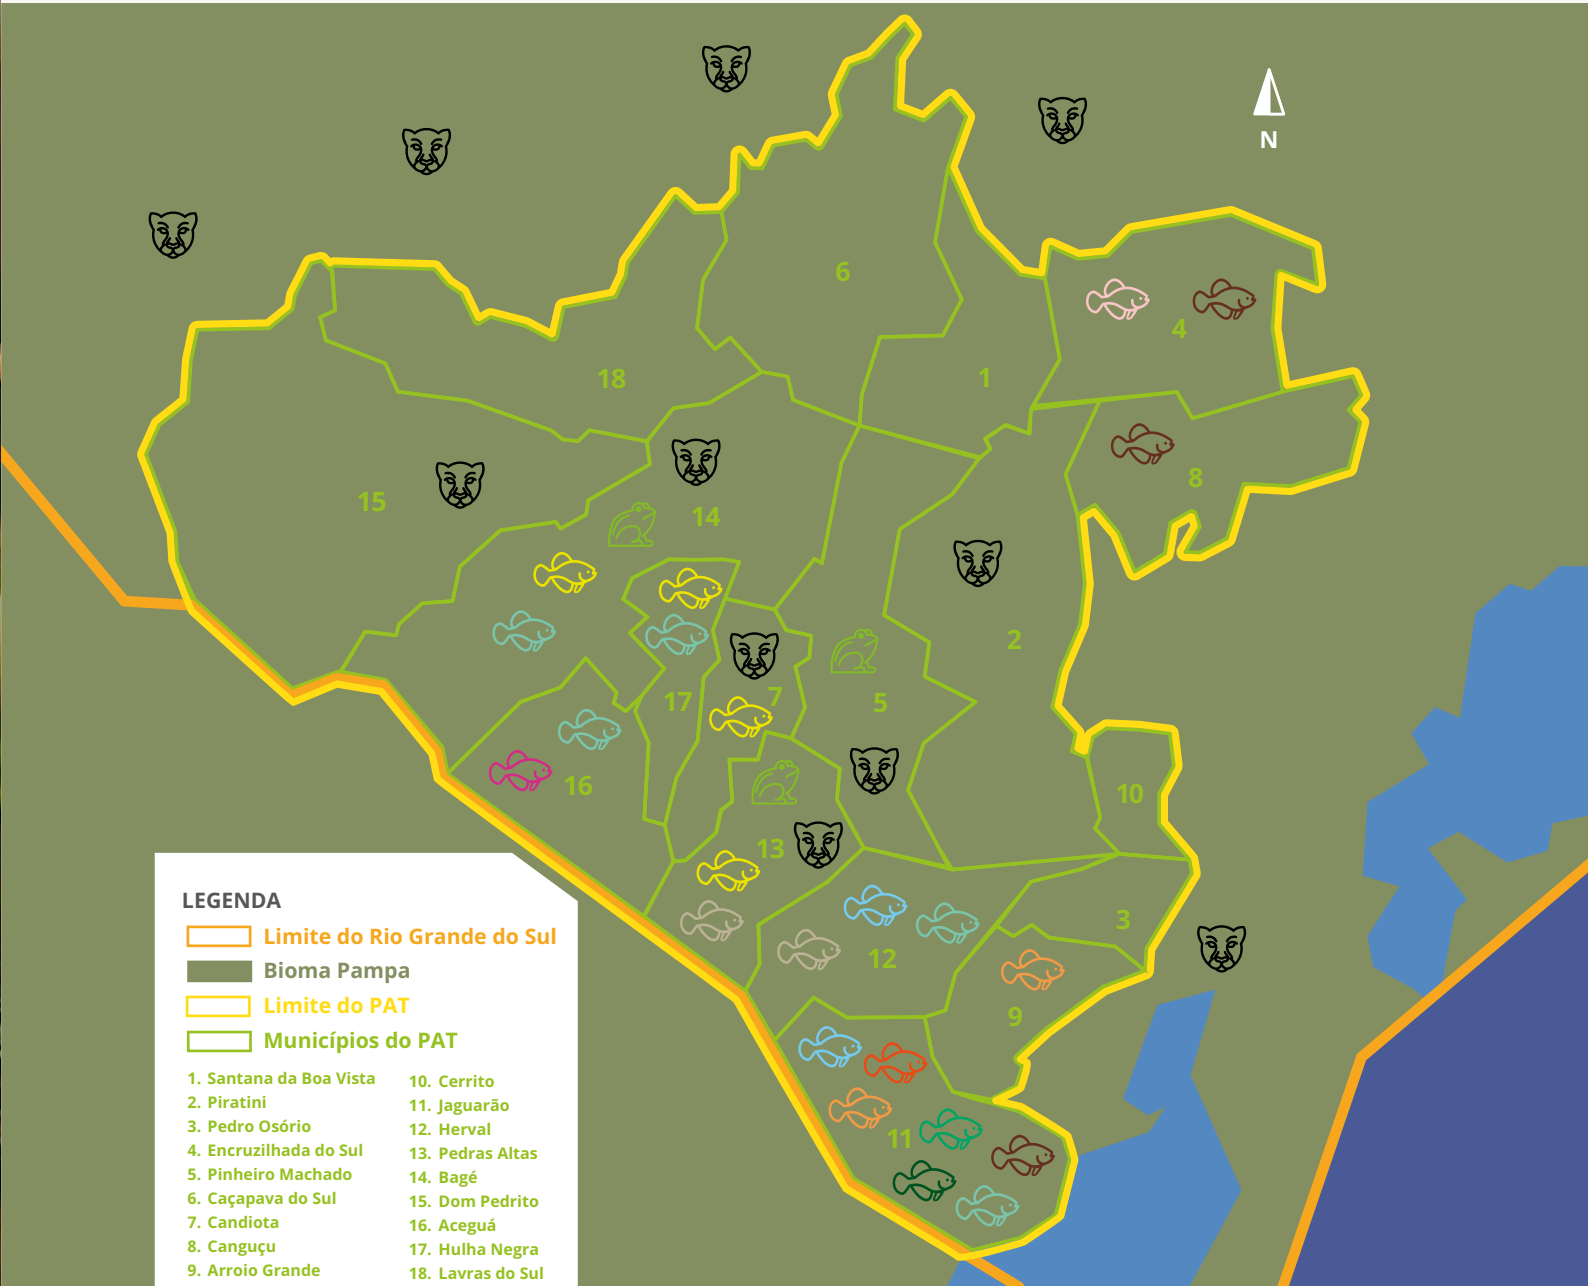 N
6
4
1
18
8
15
14
2
7
17
5
16
10
13
3
12
9
11
LEGENDA
Limite do Rio Grande do Sul
Bioma Pampa
Limite do PAT
Municípios do PAT
1. Santana da Boa Vista
2. Piratini
3. Pedro Osório
4. Encruzilhada do Sul
5. Pinheiro Machado
6. Caçapava do Sul
7. Candiota
8. Canguçu
9. Arroio Grande
10. Cerrito
11. Jaguarão
12. Herval
13. Pedras Altas
14. Bagé
15. Dom Pedrito
16. Aceguá
17. Hulha Negra
18. Lavras do Sul